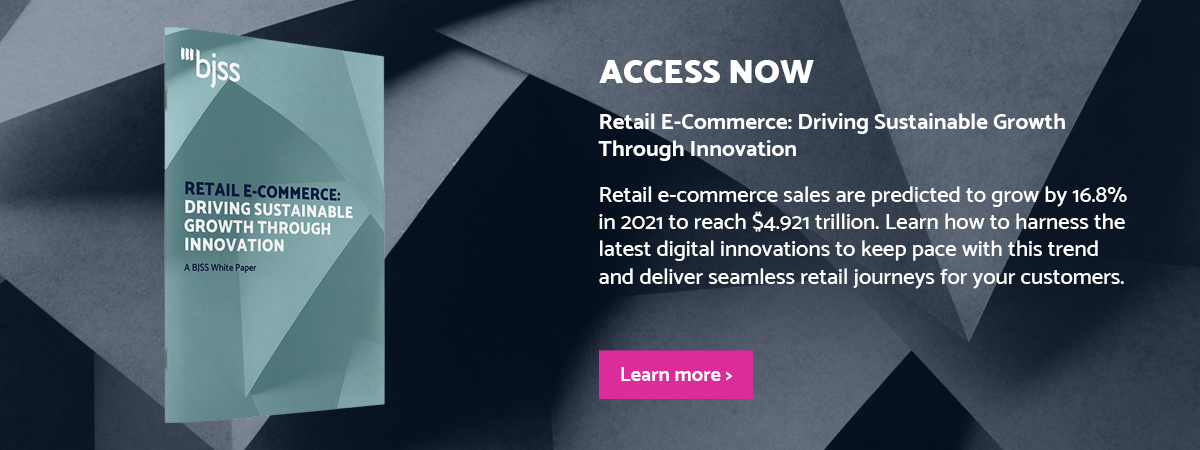 bjss
RETAIL E-COMMERCE:
DRIVING SUSTAINABLE
GROWTH THROUGH
INNOVATION
A BJSS White Paper
ACCESS NOW
Retail E-Commerce: Driving Sustainable Growth
Through Innovation
Retail e-commerce sales are predicted to grow by 16.8%
in 2021 to reach $4.921 trillion. Learn how to harness the
latest digital innovations to keep pace with this trend
and deliver seamless retail journeys for your customers.
Learn more >